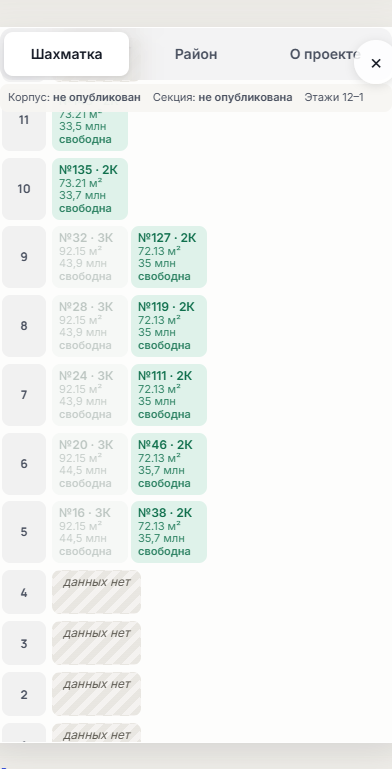 Шахматка
Район
О проекте
×
Корпус: не опубликован Секция: не опубликована Этажи 12–1
11
73.21 м²
33,5 млн
свободна
10
№135 · 2К
73.21 м²
33,7 млн
свободна
9
№32 · 3К
92.15 м²
43,9 млн
свободна
№127 · 2К
72.13 м²
35 млн
свободна
8
№28 · 3К
92.15 м²
43,9 млн
свободна
№119 · 2К
72.13 м²
35 млн
свободна
7
№24 · 3К
92.15 м²
43,9 млн
свободна
№111 · 2К
72.13 м²
35 млн
свободна
6
№20 · 3К
92.15 м²
44,5 млн
свободна
№46 · 2К
72.13 м²
35,7 млн
свободна
5
№16 · 3К
92.15 м²
44,5 млн
свободна
№38 · 2К
72.13 м²
35,7 млн
свободна
4
данных нет
3
данных нет
2
данных нет
данных нет